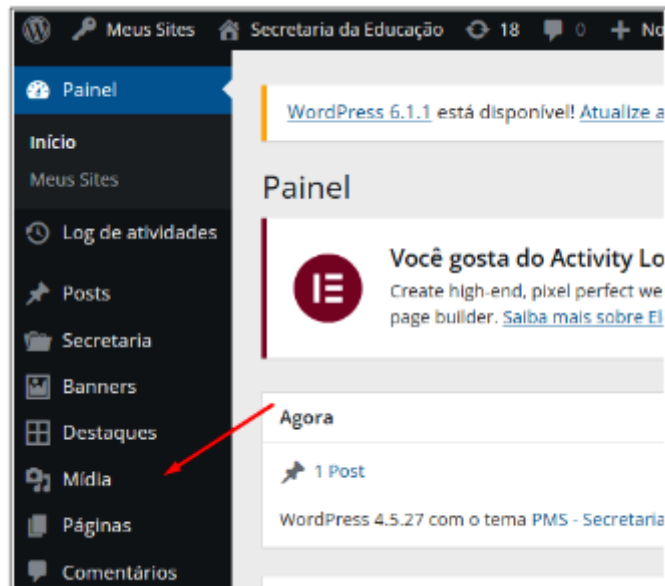 Meus Sites Secretaria da Educação 18 0 + No
Painel
Início
Meus Sites
Log de atividades
Posts
Secretaria
Banners
Destaques
Mídia
Páginas
Comentários
WordPress 6.1.1 está disponível! Atualize a
Painel
Você gosta do Activity Lo
Create high-end, pixel perfect we
page builder. Saiba mais sobre El
Agora
1 Post
WordPress 4.5.27 com o tema PMS - Secretaria